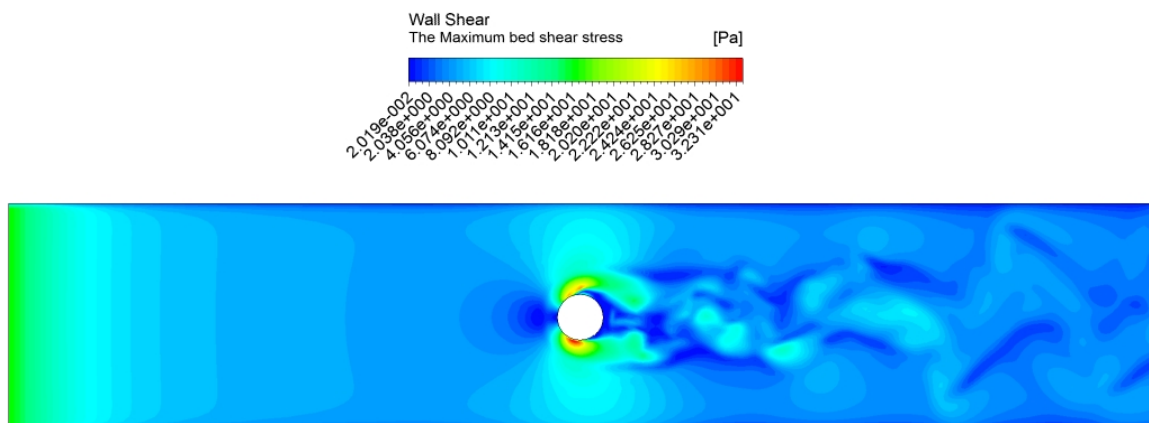 Wall Shear
The Maximum bed shear stress
[Pa]
2.019e-002
2.038e+000
4.056e+000
6.074e+000
8.092e+000
1.011e+001
1.213e+001
1.415e+001
1.616e+001
1.818e+001
2.020e+001
2.222e+001
2.424e+001
2.625e+001
2.827e+001
3.029e+001
3.231e+001